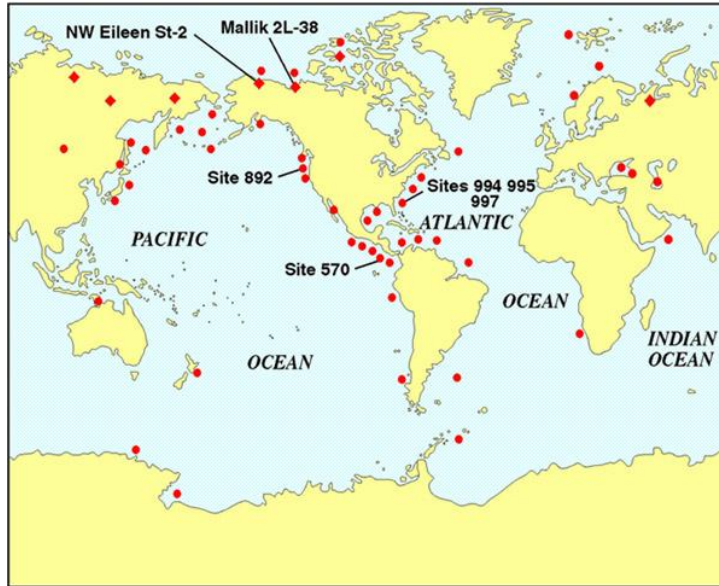 NW Eileen St-2
Mallik 2L-38
Site 892
Sites 994 995
997
ATLANTIC
PACIFIC
Site 570
OCEAN
INDIAN
OCEAN
OCEAN